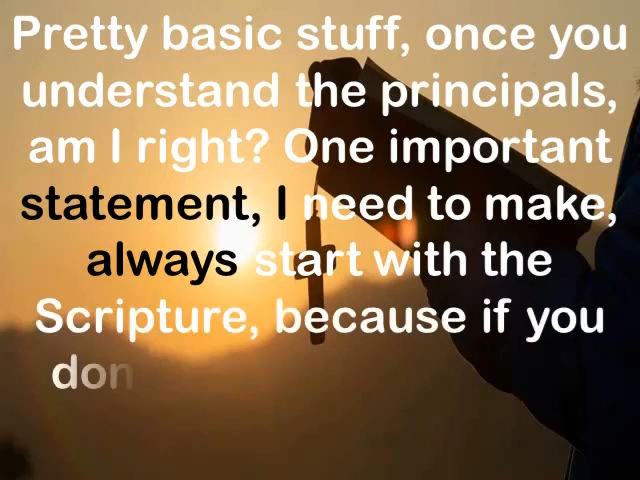 Pretty basic stuff, once you
understand the principals,
am I right? One important
statement, I need to make,
always start with the
Scripture, because if you
don